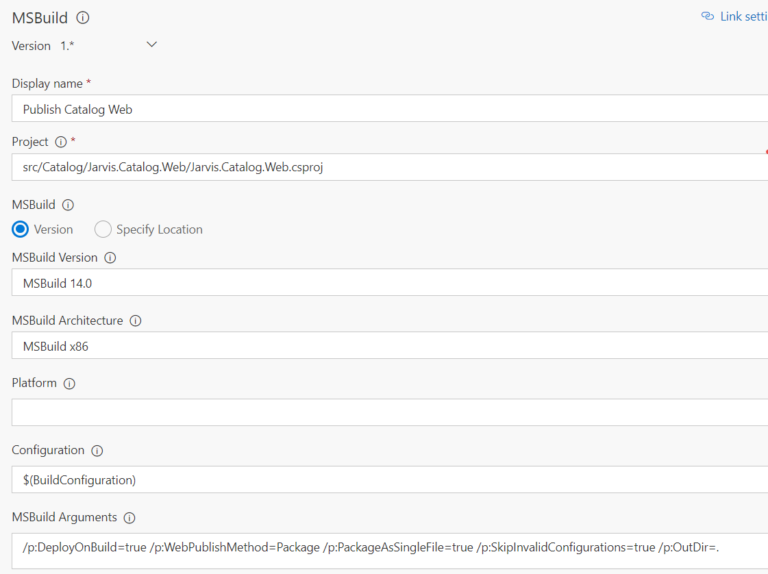 MSBuild
Link setti
Version 1.*
Display name *
Publish Catalog Web
Project *
src/Catalog/Jarvis.Catalog.Web/Jarvis.Catalog.Web.csproj
MSBuild
Version Specify Location
MSBuild Version
MSBuild 14.0
MSBuild Architecture
MSBuild x86
Platform
Configuration
$(BuildConfiguration)
MSBuild Arguments
/p:DeployOnBuild=true /p:WebPublishMethod=Package /p:PackageAsSingleFile=true /p:SkipInvalidConfigurations=true /p:OutDir=.